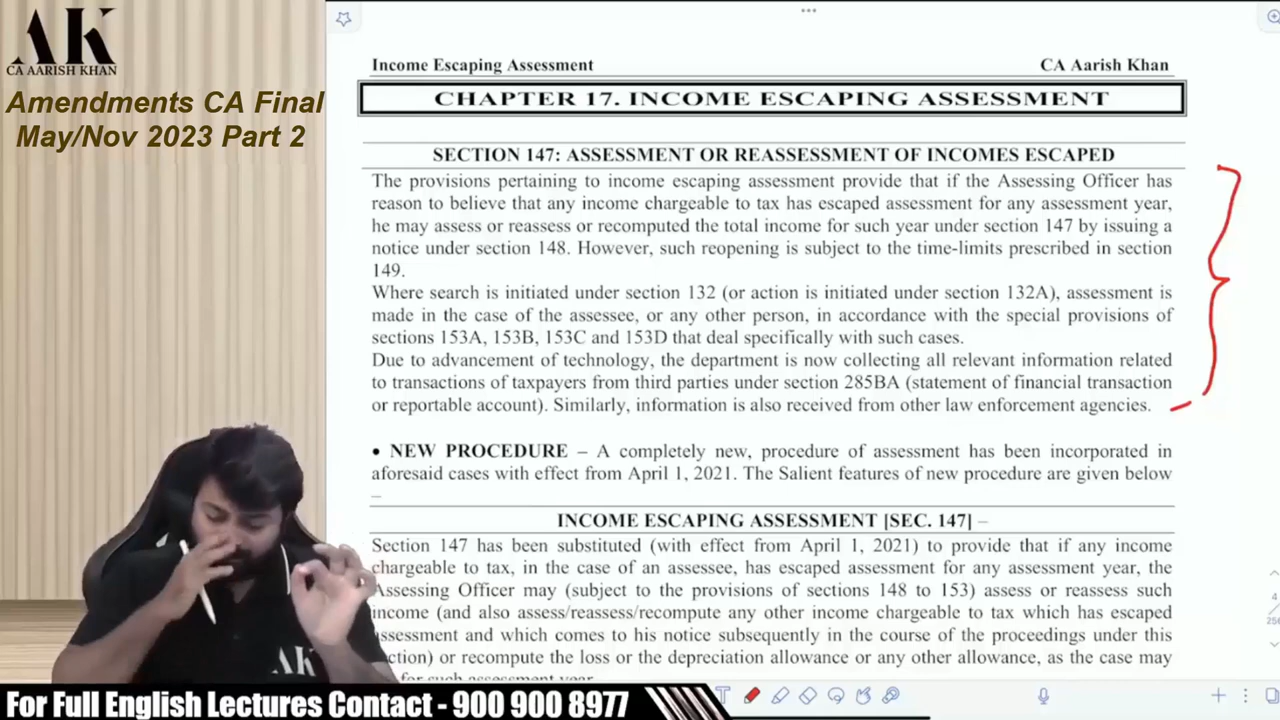 AK
CA AARISH KHAN
Amendments CA Final
May/Nov 2023 Part 2
Income Escaping Assessment
CA Aarish Khan
CHAPTER 17. INCOME ESCAPING ASSESSMENT
SECTION 147: ASSESSMENT OR REASSESSMENT OF INCOMES ESCAPED
The provisions pertaining to income escaping assessment provide that if the Assessing Officer has
reason to believe that any income chargeable to tax has escaped assessment for any assessment year,
he may assess or reassess or recomputed the total income for such year under section 147 by issuing a
notice under section 148. However, such reopening is subject to the time-limits prescribed in section
149.
Where search is initiated under section 132 (or action is initiated under section 132A), assessment is
made in the case of the assessee, or any other person, in accordance with the special provisions of
sections 153A, 153B, 153C and 153D that deal specifically with such cases.
Due to advancement of technology, the department is now collecting all relevant information related
to transactions of taxpayers from third parties under section 285BA (statement of financial transaction
or reportable account). Similarly, information is also received from other law enforcement agencies.
• NEW PROCEDURE – A completely new, procedure of assessment has been incorporated in
aforesaid cases with effect from April 1, 2021. The Salient features of new procedure are given below
–
INCOME ESCAPING ASSESSMENT [SEC. 147] –
Section 147 has been substituted (with effect from April 1, 2021) to provide that if any income
chargeable to tax, in the case of an assessee, has escaped assessment for any assessment year, the
Assessing Officer may (subject to the provisions of sections 148 to 153) assess or reassess such
income (and also assess/reassess/recompute any other income chargeable to tax which has escaped
assessment and which comes to his notice subsequently in the course of the proceedings under this
ction) or recompute the loss or the depreciation allowance or any other allowance, as the case may
for such assessment year
AK
4
256
For Full English Lectures Contact - 900 900 8977